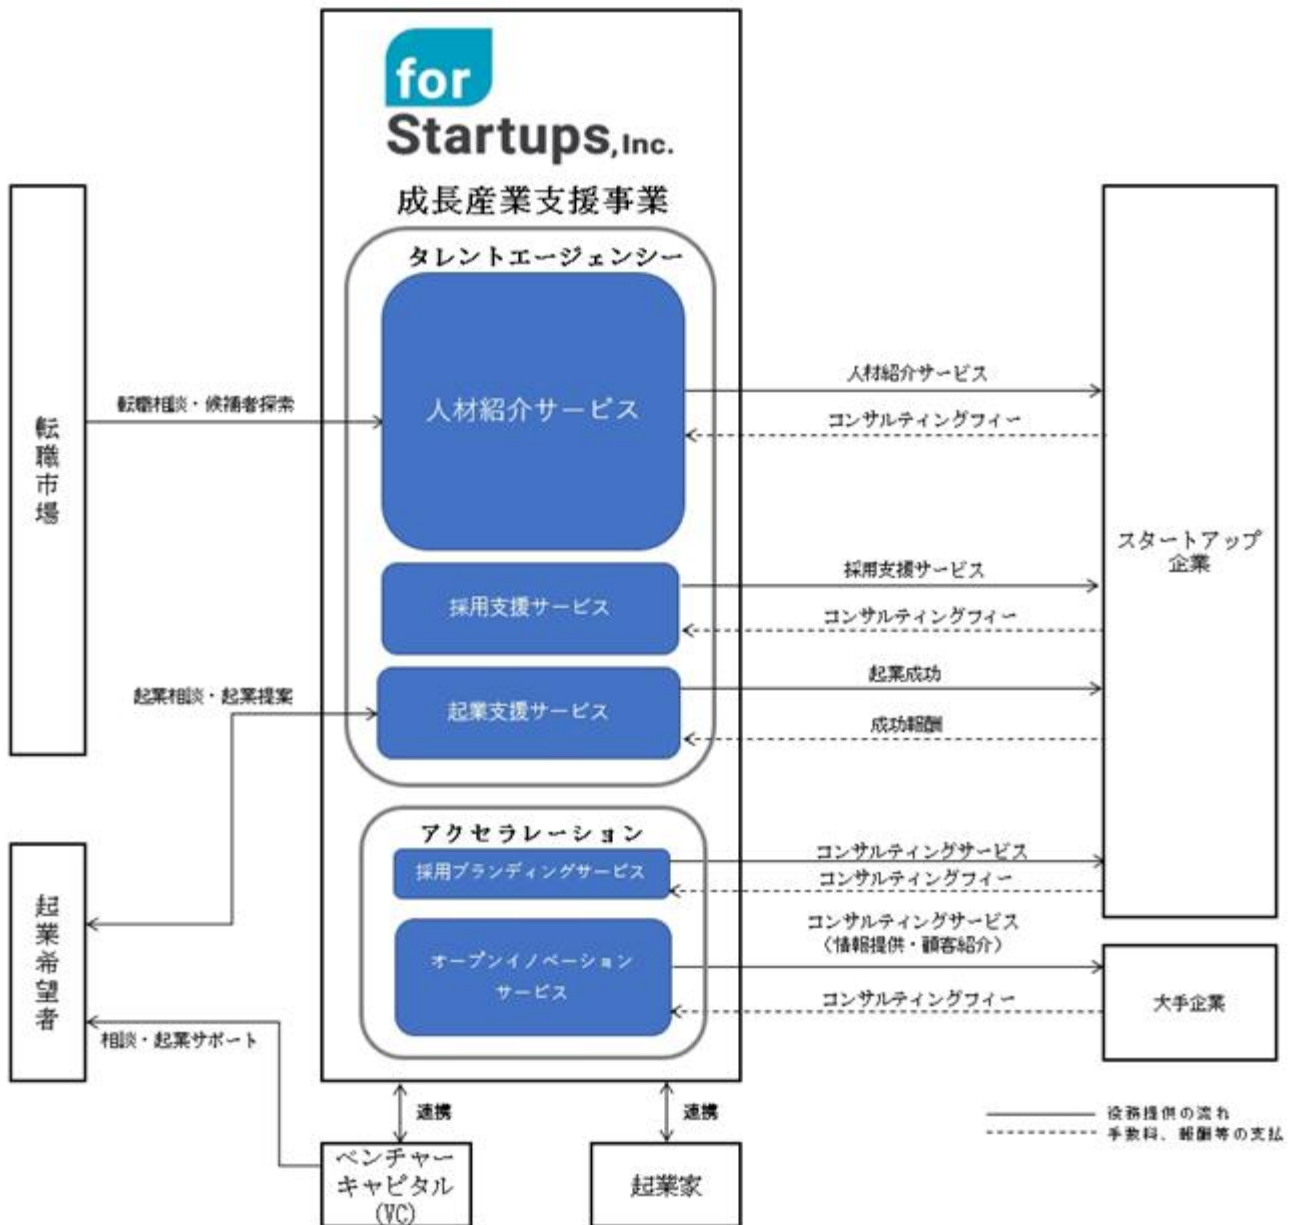 for
Startups,Inc.
成長産業支援事業
タレントエージェンシー
人材紹介サービス
採用支援サービス
起業支援サービス
アクセラレーション
採用ブランディングサービス
オープンイノベーション
サービス
転職市場
転職相談・候補者探索
起業相談・起業提案
起業希望者
相談・起業サポート
人材紹介サービス
コンサルティングフィー
採用支援サービス
コンサルティングフィー
起業成功
成功報酬
コンサルティングサービス
コンサルティングフィー
コンサルティングサービス
(情報提供・顧客紹介)
コンサルティングフィー
スタートアップ
企業
大手企業
連携
連携
ベンチャー
キャピタル
(VC)
起業家
役務提供の流れ
手数料、報酬等の支払